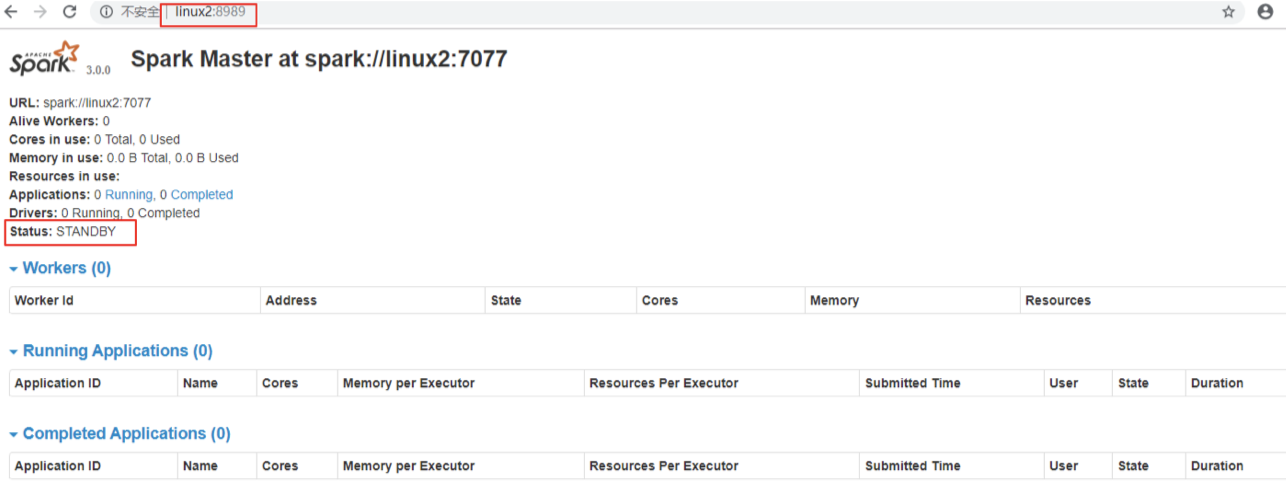 不安全 | linux2:8989
APACHE Spark 3.0.0 Spark Master at spark://linux2:7077
URL: spark://linux2:7077
Alive Workers: 0
Cores in use: 0 Total, 0 Used
Memory in use: 0.0 B Total, 0.0 B Used
Resources in use:
Applications: 0 Running, 0 Completed
Drivers: 0 Running, 0 Completed
Status: STANDBY
Workers (0)
Worker Id Address State Cores Memory Resources
Running Applications (0)
Application ID Name Cores Memory per Executor Resources Per Executor Submitted Time User State Duration
Completed Applications (0)
Application ID Name Cores Memory per Executor Resources Per Executor Submitted Time User State Duration